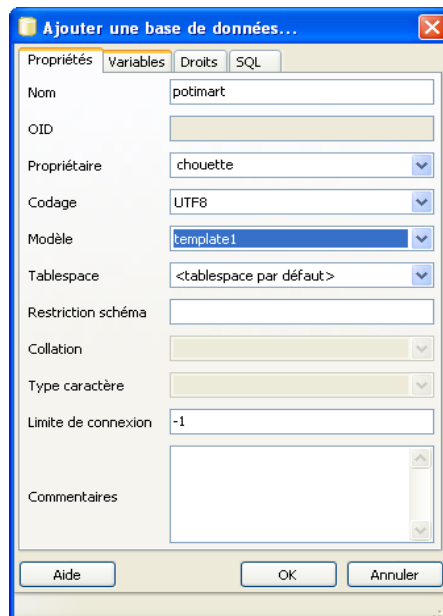 Ajouter une base de données...
Propriétés Variables Droits SQL
Nom potimart
OID
Propriétaire chouette
Codage UTF8
Modèle template1
Tablespace <tablespace par défaut>
Restriction schéma
Collation
Type caractère
Limite de connexion -1
Commentaires
Aide OK Annuler